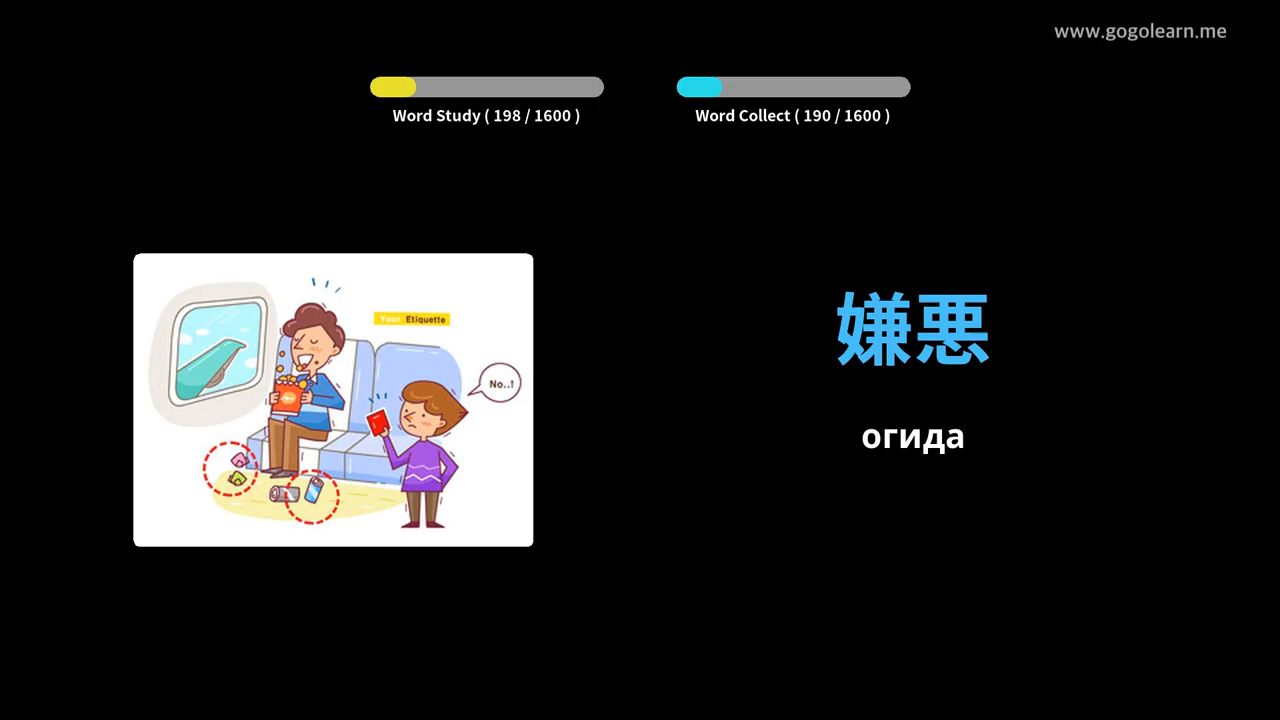 www.gogolearn.me
Word Study ( 198 / 1600 )
Word Collect ( 190 / 1600 )
Your Etiquette
No..!
嫌悪
огида